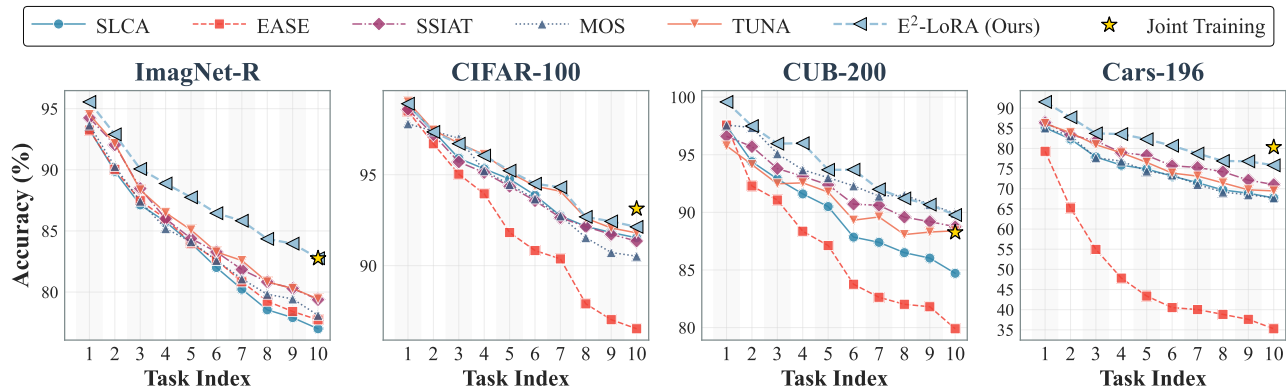 SLCA EASE SSIAT MOS TUNA E²-LoRA (Ours) Joint Training
ImagNet-R CIFAR-100 CUB-200 Cars-196
Accuracy (%)
95
90
85
80
1 2 3 4 5 6 7 8 9 10
Task Index
95
90
1 2 3 4 5 6 7 8 9 10
Task Index
100
95
90
85
80
1 2 3 4 5 6 7 8 9 10
Task Index
90
85
80
75
70
65
60
55
50
45
40
35
1 2 3 4 5 6 7 8 9 10
Task Index